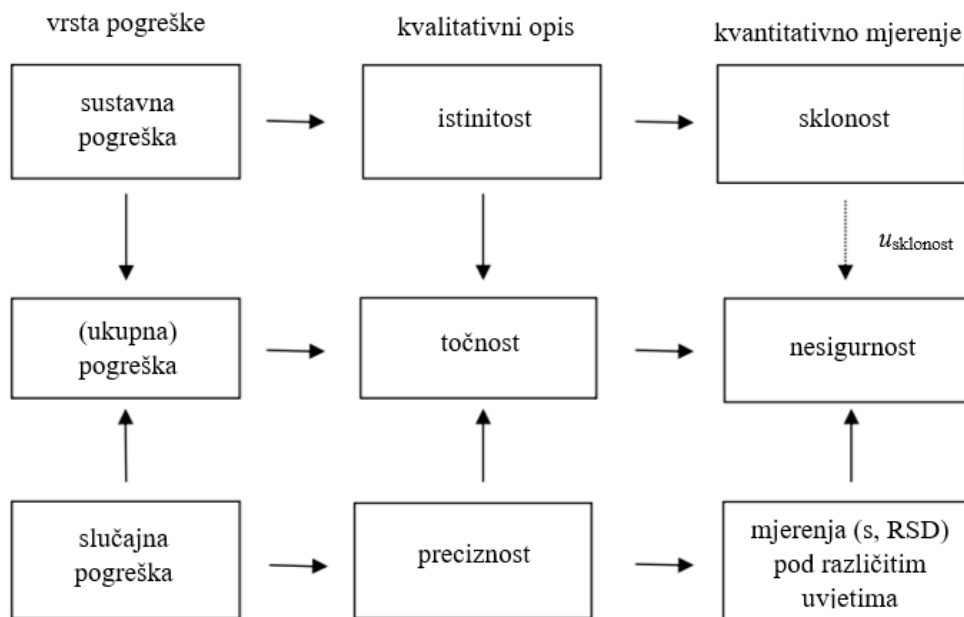 vrsta pogreške
kvalitativni opis
kvantitativno mjerenje
sustavna
pogreška
istinitost
sklonost
usklonost
(ukupna)
pogreška
točnost
nesigurnost
slučajna
pogreška
preciznost
mjerenja (s, RSD)
pod različitim
uvjetima